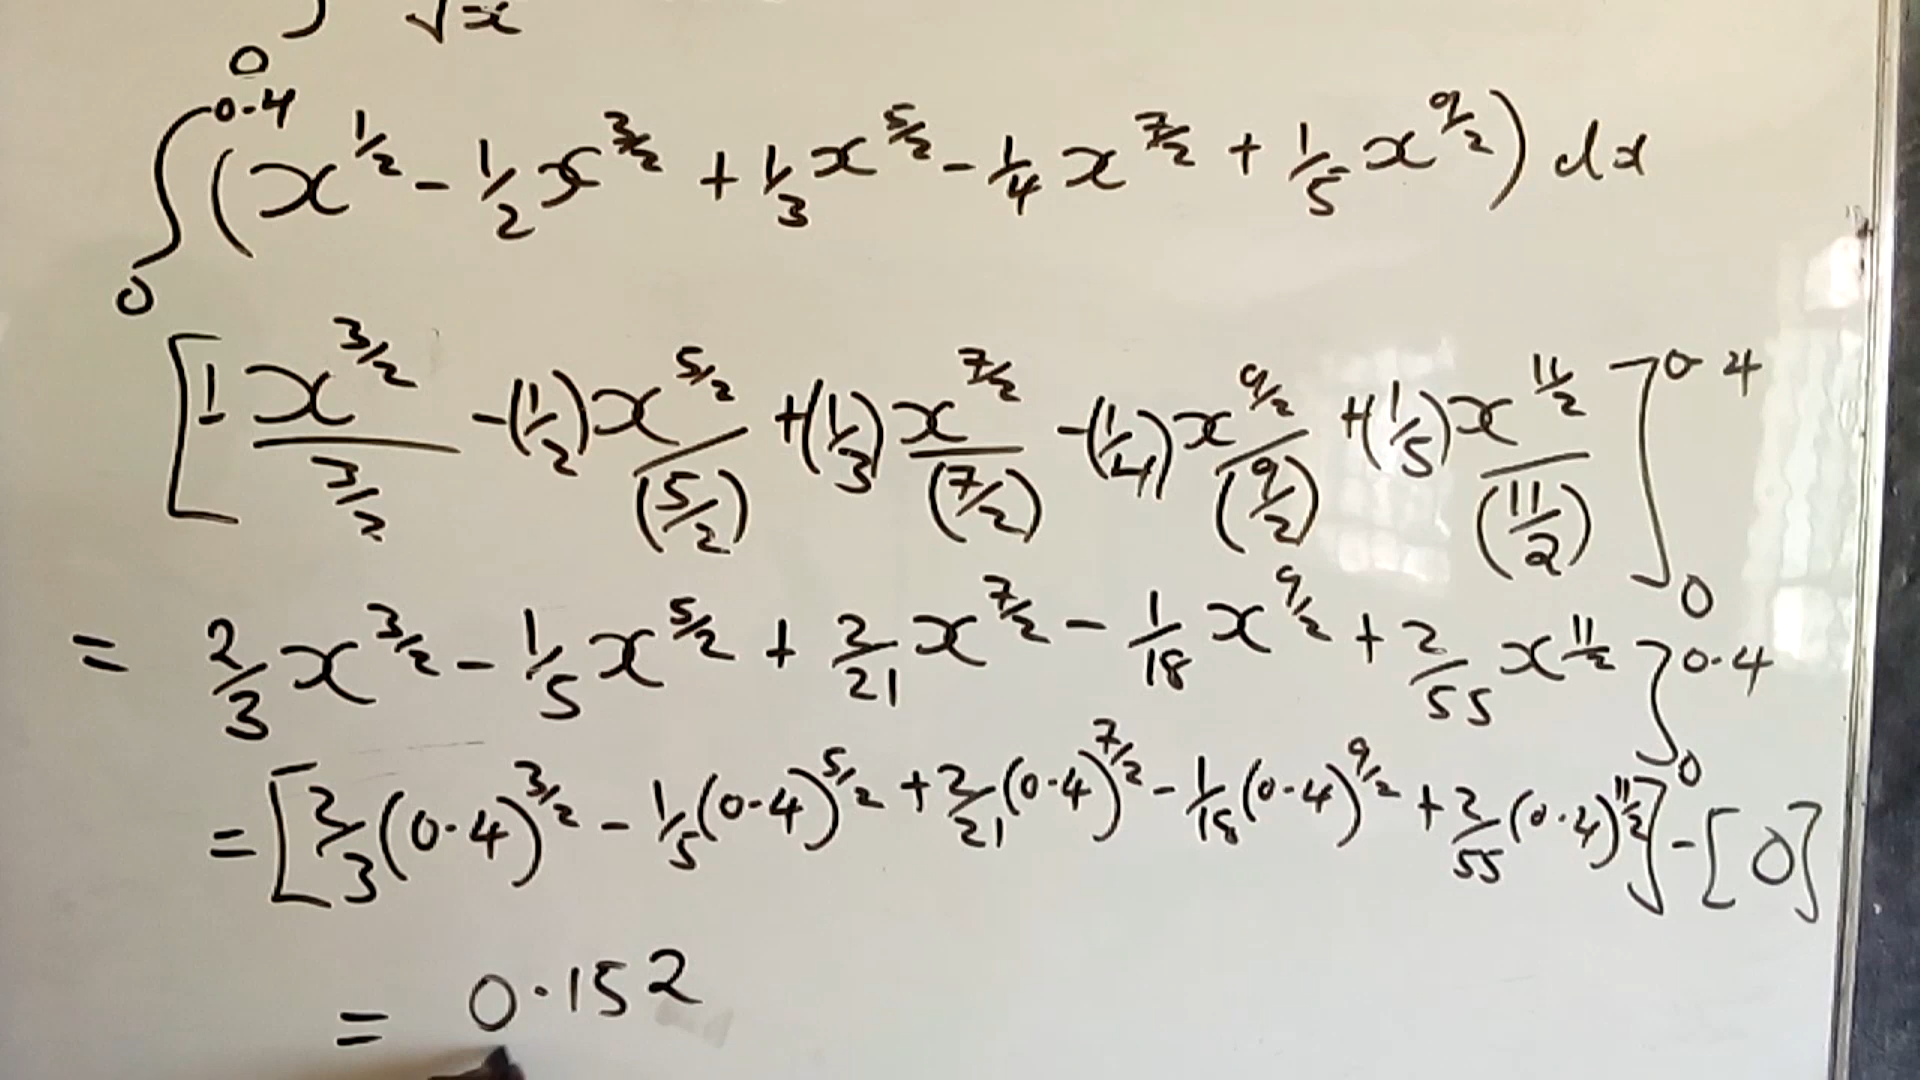 0 √x
∫₀^0.4 (x^1/2 - 1/2 x^3/2 + 1/3 x^5/2 - 1/4 x^7/2 + 1/5 x^9/2) dx
[1 x^3/2 / 3/2 - (1/2) x^5/2 / (5/2) + (1/3) x^7/2 / (7/2) - (1/4) x^9/2 / (9/2) + (1/5) x^11/2 / (11/2)]₀^0.4
= 2/3 x^3/2 - 1/5 x^5/2 + 2/21 x^7/2 - 1/18 x^9/2 + 2/55 x^11/2 ]₀^0.4
= [2/3 (0.4)^3/2 - 1/5 (0.4)^5/2 + 2/21 (0.4)^7/2 - 1/18 (0.4)^9/2 + 2/55 (0.4)^11/2] - [0]
= 0.152